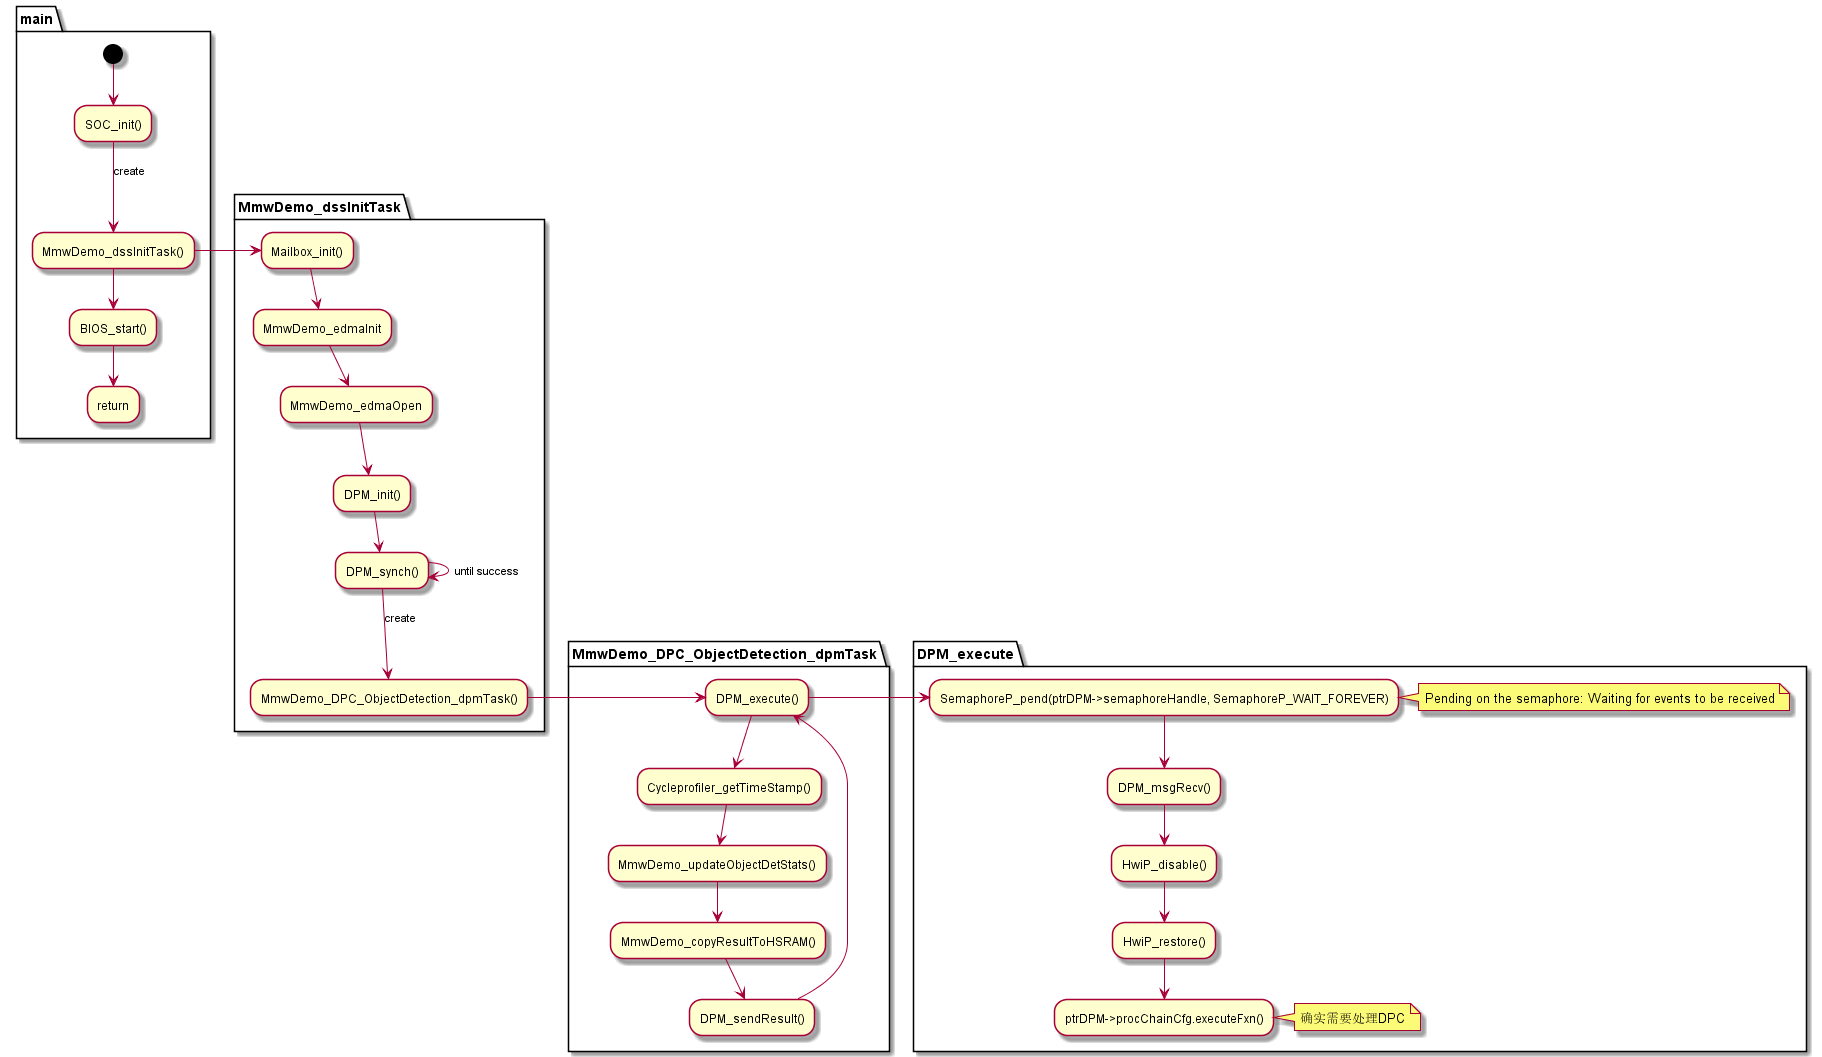 main
SOC_init()
create
MmwDemo_dssInitTask()
BIOS_start()
return
MmwDemo_dssInitTask
Mailbox_init()
MmwDemo_edmaInit
MmwDemo_edmaOpen
DPM_init()
DPM_synch()
until success
create
MmwDemo_DPC_ObjectDetection_dpmTask()
MmwDemo_DPC_ObjectDetection_dpmTask
DPM_execute()
Cycleprofiler_getTimeStamp()
MmwDemo_updateObjectDetStats()
MmwDemo_copyResultToHSRAM()
DPM_sendResult()
DPM_execute
SemaphoreP_pend(ptrDPM->semaphoreHandle, SemaphoreP_WAIT_FOREVER)
Pending on the semaphore: Waiting for events to be received
DPM_msgRecv()
HwiP_disable()
HwiP_restore()
ptrDPM->procChainCfg.executeFxn()
确实需要处理DPC